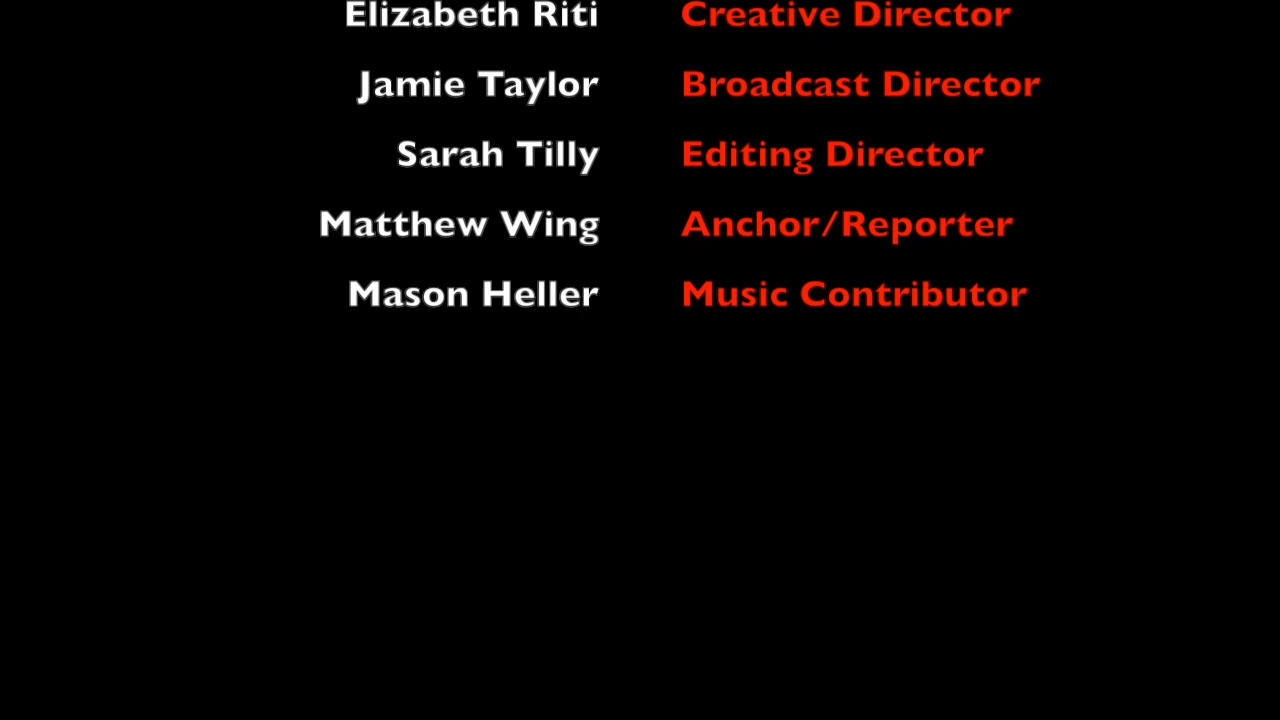 Elizabeth Riti Creative Director
Jamie Taylor Broadcast Director
Sarah Tilly Editing Director
Matthew Wing Anchor/Reporter
Mason Heller Music Contributor